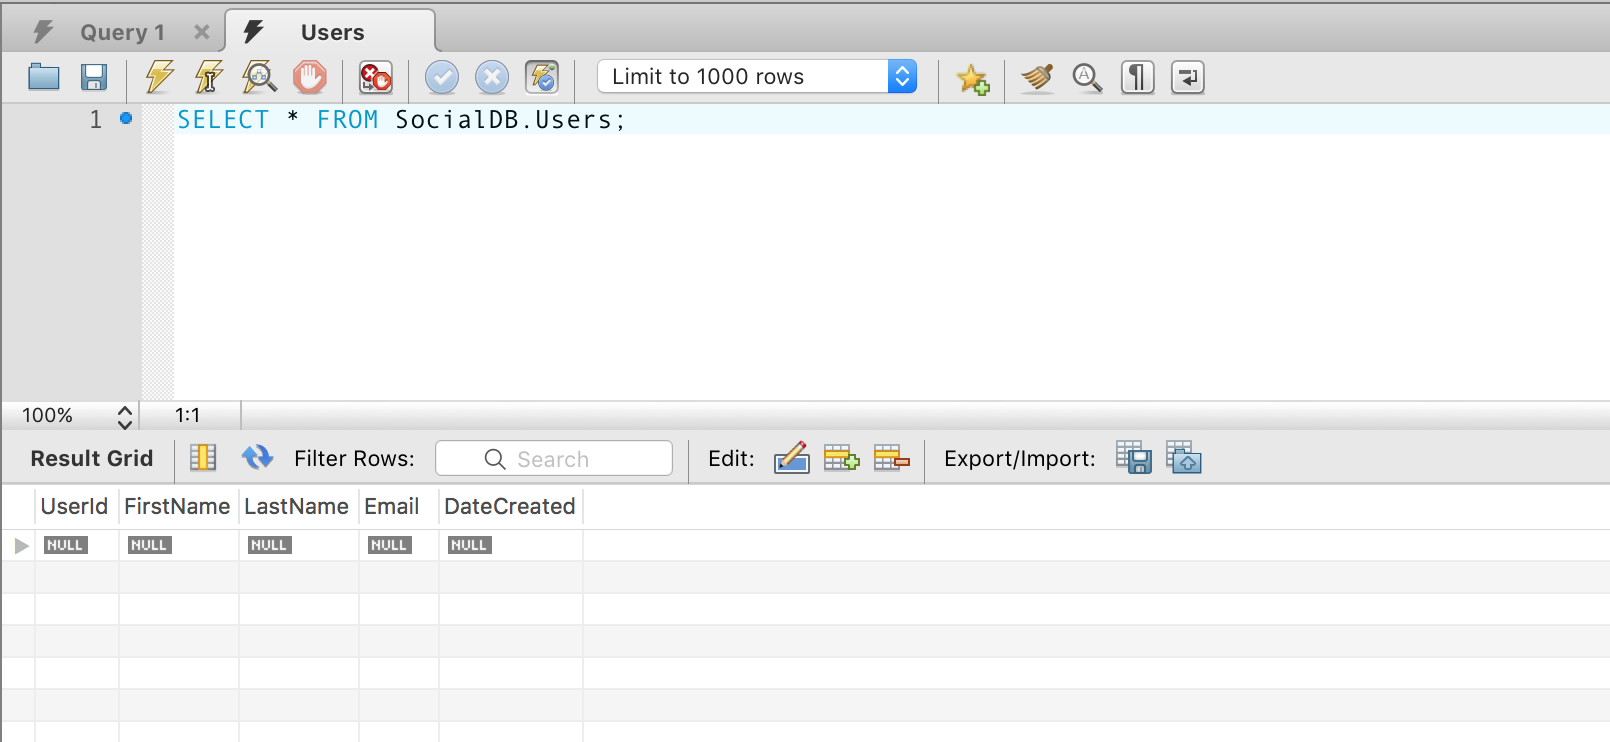 Query 1 Users
Limit to 1000 rows
1 SELECT * FROM SocialDB.Users;
100% 1:1
Result Grid Filter Rows: Search Edit: Export/Import:
UserId FirstName LastName Email DateCreated
NULL NULL NULL NULL NULL